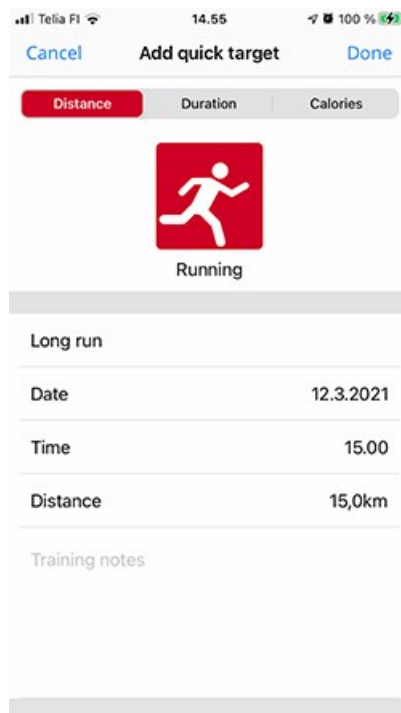 Telia FI 14.55 100 %
Cancel Add quick target Done
Distance Duration Calories
Running
Long run
Date 12.3.2021
Time 15.00
Distance 15,0km
Training notes